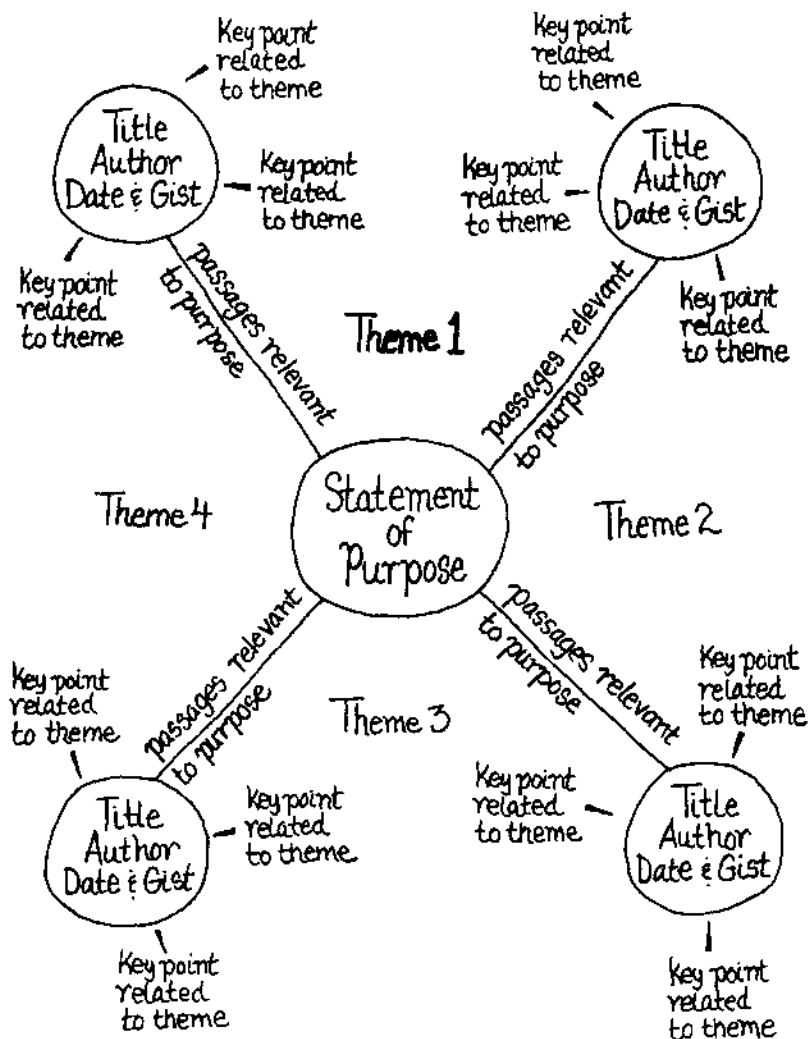 Key point
related
to theme
Title
Author
Date & Gist
Key point
related
to theme
Key point
related
to theme
passages relevant
to purpose
Key point
related
to theme
Title
Author
Date & Gist
Key point
related
to theme
Key point
related
to theme
passages relevant
to purpose
Theme 1
Theme 4
Statement
of
Purpose
Theme 2
passages relevant
to purpose
Theme 3
passages relevant
to purpose
Key point
related
to theme
Title
Author
Date & Gist
Key point
related
to theme
Key point
related
to theme
Key point
related
to theme
Key point
related
to theme
Title
Author
Date & Gist
Key point
related
to theme